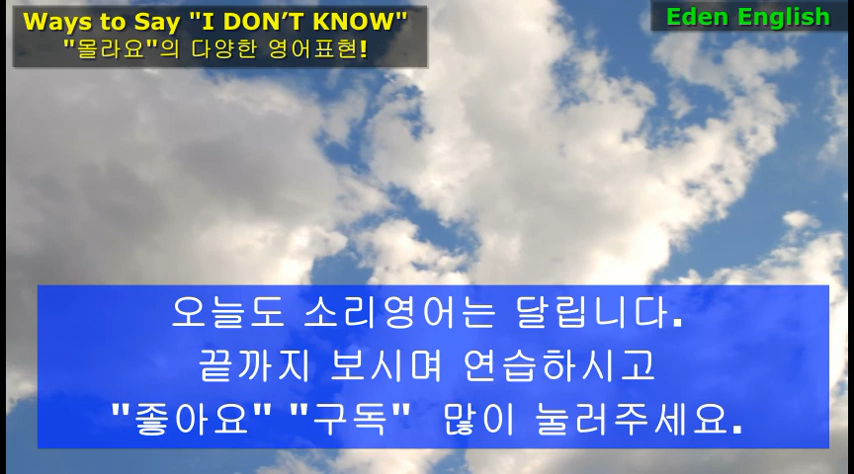 Ways to Say "I DON’T KNOW"
"몰라요"의 다양한 영어표현!
Eden English
오늘도 소리영어는 달립니다.
끝까지 보시며 연습하시고
"좋아요" "구독" 많이 눌러주세요.